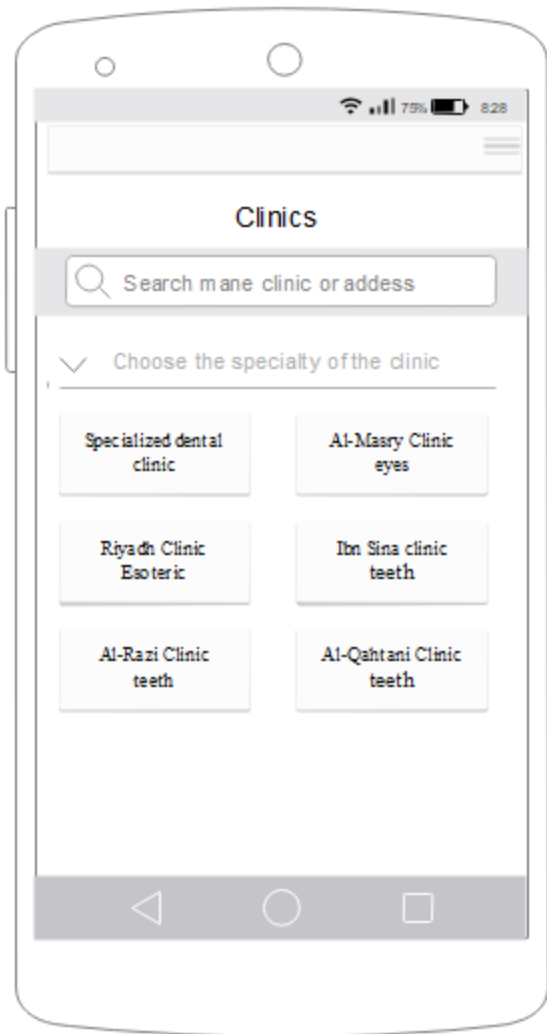 75% 8:28
Clinics
Search mane clinic or addess
Choose the specialty of the clinic
Specialized dental
clinic
Al-Masry Clinic
eyes
Riyadh Clinic
Esoteric
Ibn Sina clinic
teeth
Al-Razi Clinic
teeth
Al-Qahtani Clinic
teeth